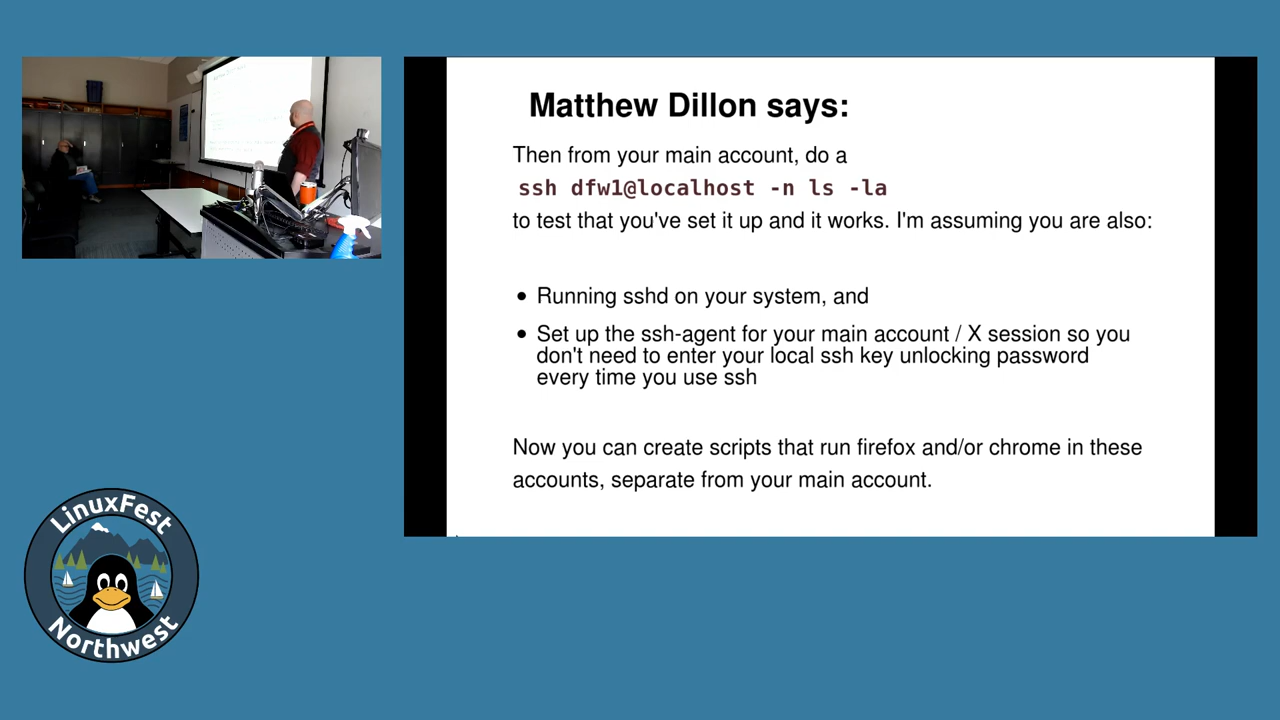 Matthew Dillon says:
Then from your main account, do a
ssh dfw1@localhost -n ls -la
to test that you've set it up and it works. I'm assuming you are also:
Running sshd on your system, and
Set up the ssh-agent for your main account / X session so you
don't need to enter your local ssh key unlocking password
every time you use ssh
Now you can create scripts that run firefox and/or chrome in these
accounts, separate from your main account.
LinuxFest
Northwest